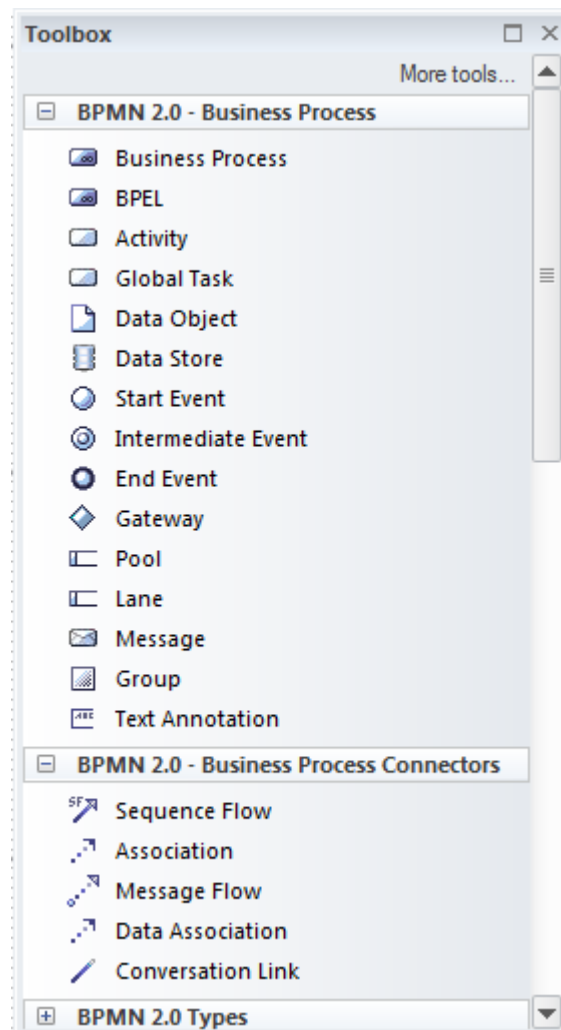 Toolbox
More tools...
BPMN 2.0 - Business Process
Business Process
BPEL
Activity
Global Task
Data Object
Data Store
Start Event
Intermediate Event
End Event
Gateway
Pool
Lane
Message
Group
Text Annotation
BPMN 2.0 - Business Process Connectors
SF Sequence Flow
Association
Message Flow
Data Association
Conversation Link
BPMN 2.0 Types